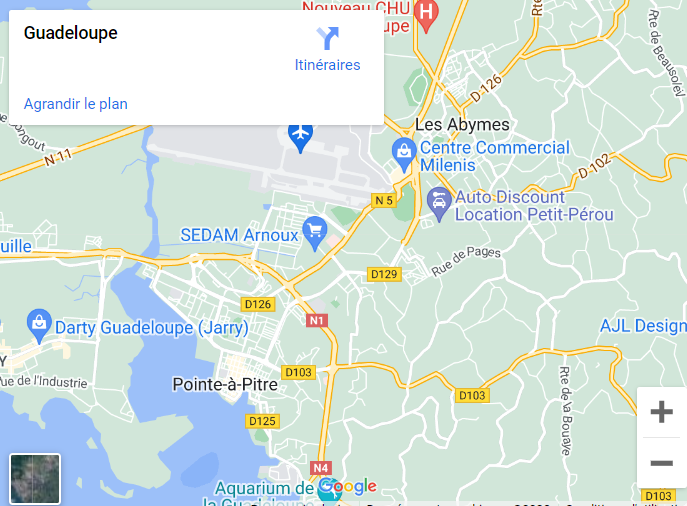 Guadeloupe
Itinéraires
Agrandir le plan
Nouveau CHU
upe
H
D-126
Rte de Beausoleil
Rte
Les Abymes
Centre Commercial
Milenis
N 11
D-102
N 5
Auto Discount
Location Petit-Pérou
SEDAM Arnoux
uille
Rue de Pages
D129
D126
N1
Darty Guadeloupe (Jarry)
AJL Design
Y
ue de l'Industrie
Pointe-à-Pitre
D103
D103
Rte de la Bouaye
D125
N4
Google
Aquarium de
la Guadeloupe
D103